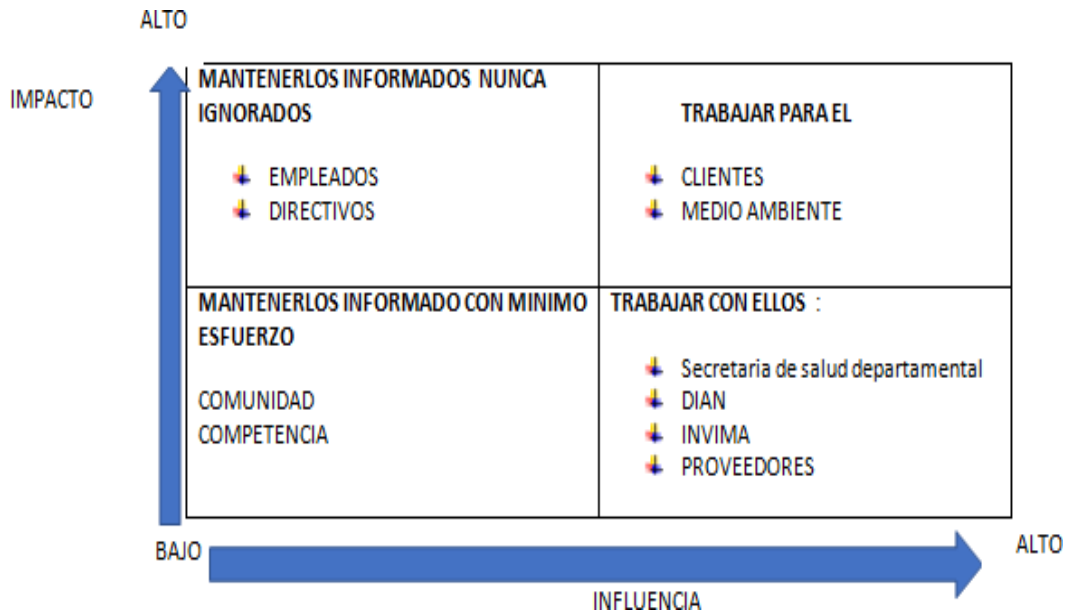 ALTO
IMPACTO
MANTENERLOS INFORMADOS NUNCA
IGNORADOS
EMPLEADOS
DIRECTIVOS
TRABAJAR PARA EL
CLIENTES
MEDIO AMBIENTE
MANTENERLOS INFORMADO CON MINIMO
ESFUERZO
COMUNIDAD
COMPETENCIA
TRABAJAR CON ELLOS :
Secretaria de salud departamental
DIAN
INVIMA
PROVEEDORES
BAJO
ALTO
INFLUENCIA